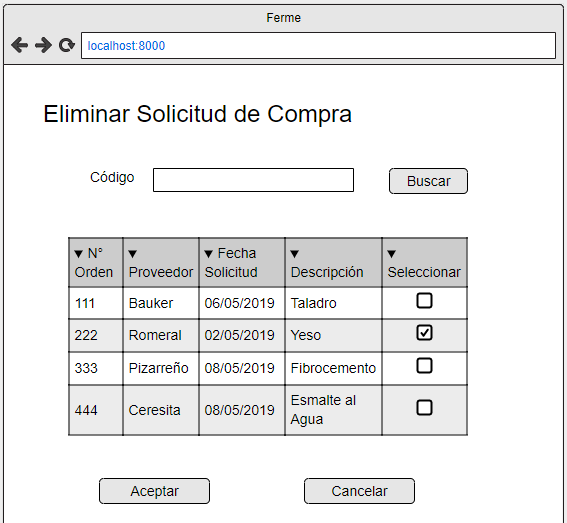 Ferme
localhost:8000
Eliminar Solicitud de Compra
Código
Buscar
▼ N° Orden ▼ Proveedor ▼ Fecha Solicitud ▼ Descripción ▼ Seleccionar
111 Bauker 06/05/2019 Taladro
222 Romeral 02/05/2019 Yeso
333 Pizarreño 08/05/2019 Fibrocemento
444 Ceresita 08/05/2019 Esmalte al Agua
Aceptar Cancelar